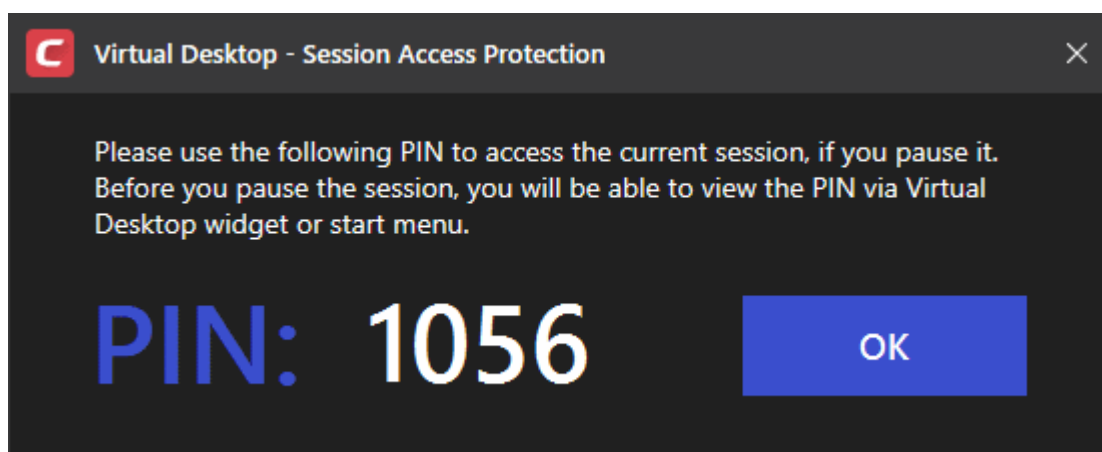 Virtual Desktop - Session Access Protection
Please use the following PIN to access the current session, if you pause it.
Before you pause the session, you will be able to view the PIN via Virtual
Desktop widget or start menu.
PIN: 1056
OK